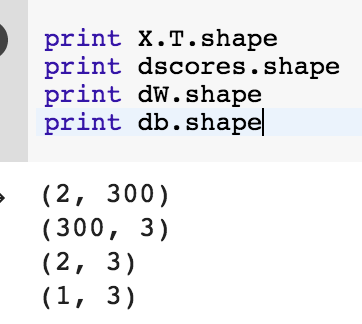 print X.T.shape
print dscores.shape
print dW.shape
print db.shape
(2, 300)
(300, 3)
(2, 3)
(1, 3)